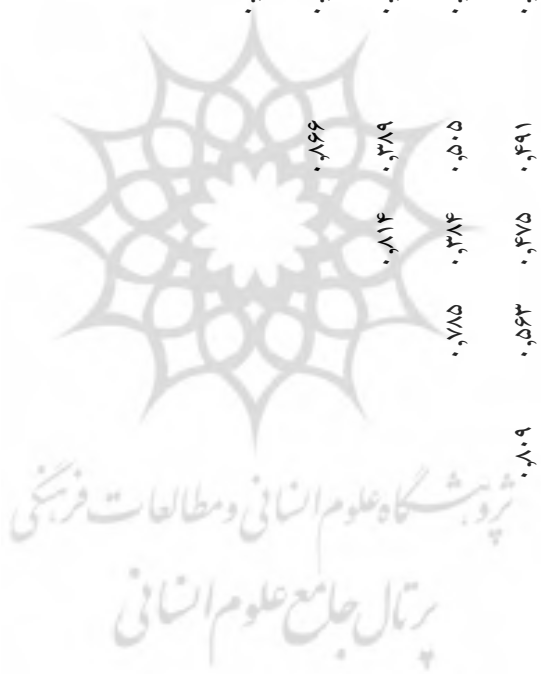 ۰,۸۶۶
۰,۳۸۹ ۰,۸۱۴
۰,۵۰۵ ۰,۳۸۴ ۰,۷۸۵
۰,۴۹۱ ۰,۴۷۵ ۰,۵۶۳ ۰,۸۰۹
پژوهشگاه علوم انسانی و مطالعات فرهنگی
پرتال جامع علوم انسانی